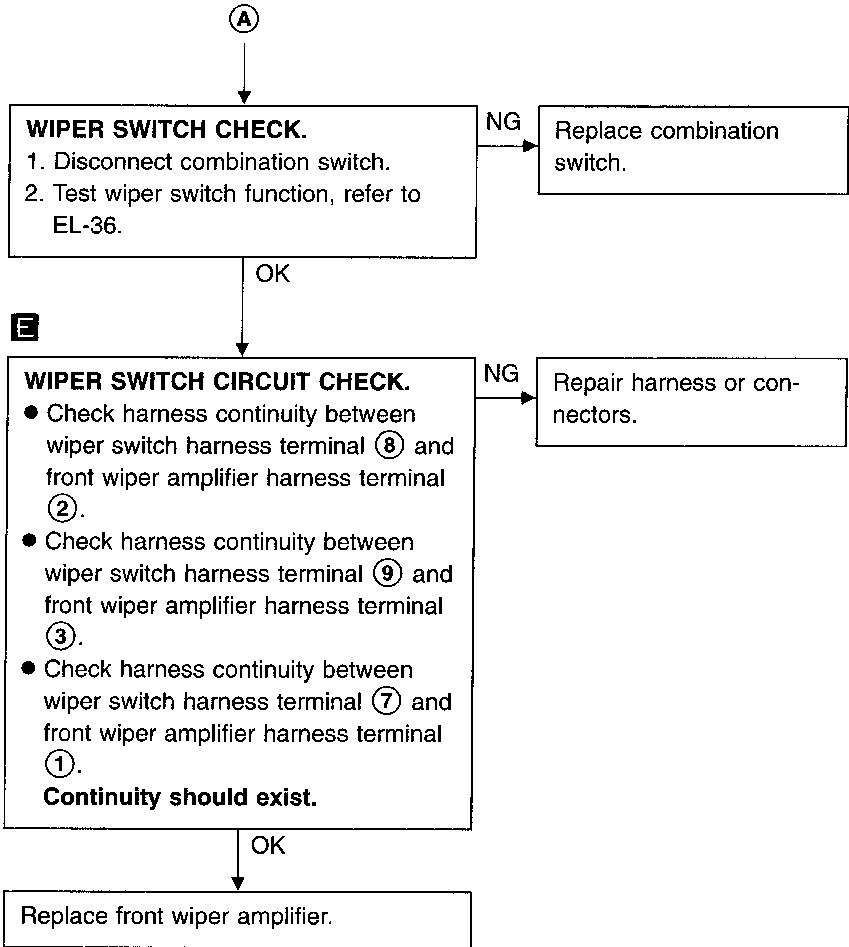 A
WIPER SWITCH CHECK.
1. Disconnect combination switch.
2. Test wiper switch function, refer to
EL-36.
NG
Replace combination
switch.
OK
E
WIPER SWITCH CIRCUIT CHECK.
● Check harness continuity between
wiper switch harness terminal ⑧ and
front wiper amplifier harness terminal
②.
● Check harness continuity between
wiper switch harness terminal ⑨ and
front wiper amplifier harness terminal
③.
● Check harness continuity between
wiper switch harness terminal ⑦ and
front wiper amplifier harness terminal
①.
Continuity should exist.
NG
Repair harness or con-
nectors.
OK
Replace front wiper amplifier.